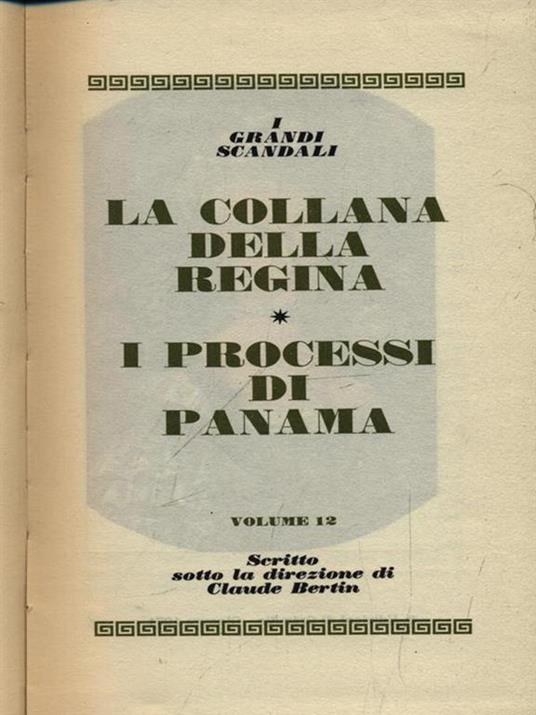 I
GRANDI
SCANDALI
LA COLLANA
DELLA
REGINA
*
I PROCESSI
DI
PANAMA
VOLUME 12
Scritto
sotto la direzione di
Claude Bertin